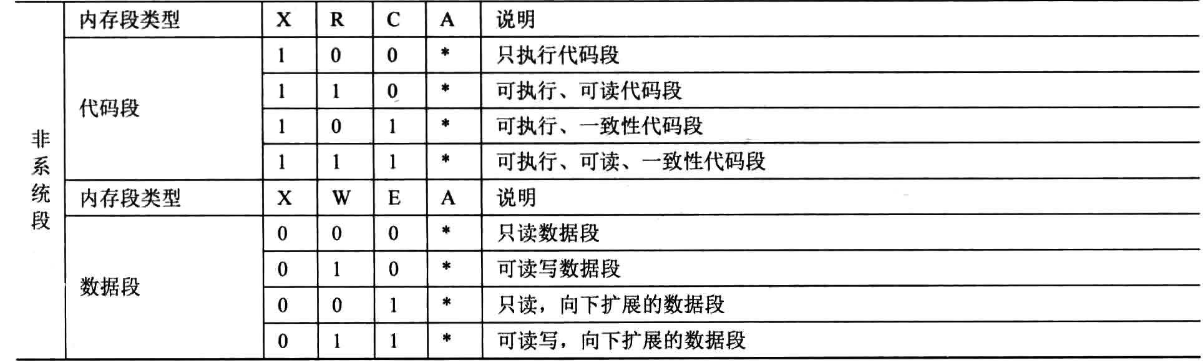 非系统段
内存段类型 X R C A 说明
代码段
1 0 0 * 只执行代码段
1 1 0 * 可执行、可读代码段
1 0 1 * 可执行、一致性代码段
1 1 1 * 可执行、可读、一致性代码段
内存段类型 X W E A 说明
数据段
0 0 0 * 只读数据段
0 1 0 * 可读写数据段
0 0 1 * 只读，向下扩展的数据段
0 1 1 * 可读写，向下扩展的数据段